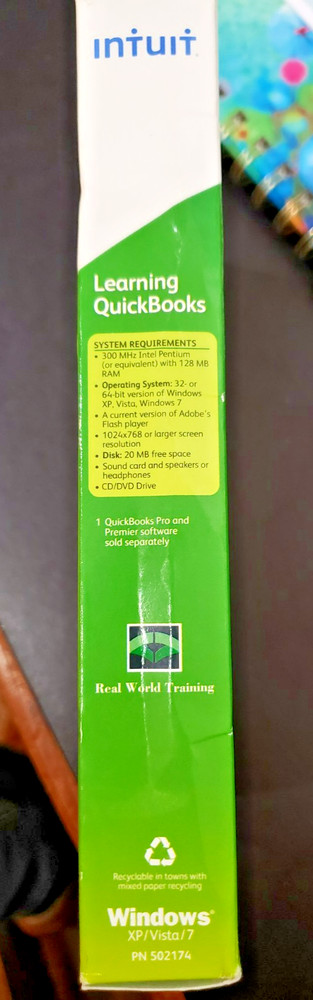 intuit
Learning
QuickBooks
SYSTEM REQUIREMENTS
• 300 MHz Intel Pentium
(or equivalent) with 128 MB
RAM
• Operating System: 32- or
64-bit version of Windows
XP, Vista, Windows 7
• A current version of Adobe's
Flash player
• 1024x768 or larger screen
resolution
• Disk: 20 MB free space
• Sound card and speakers or
headphones
• CD/DVD Drive
1 QuickBooks Pro and
Premier software
sold separately
Real World Training
Recyclable in towns with
mixed paper recycling
Windows®
XP/Vista/7
PN 502174